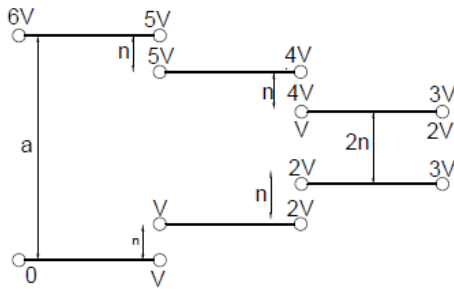 6V 5V
5V 4V
n
n 4V 3V
a V 2n 2V
2V 3V
n
V 2V
n
0 V